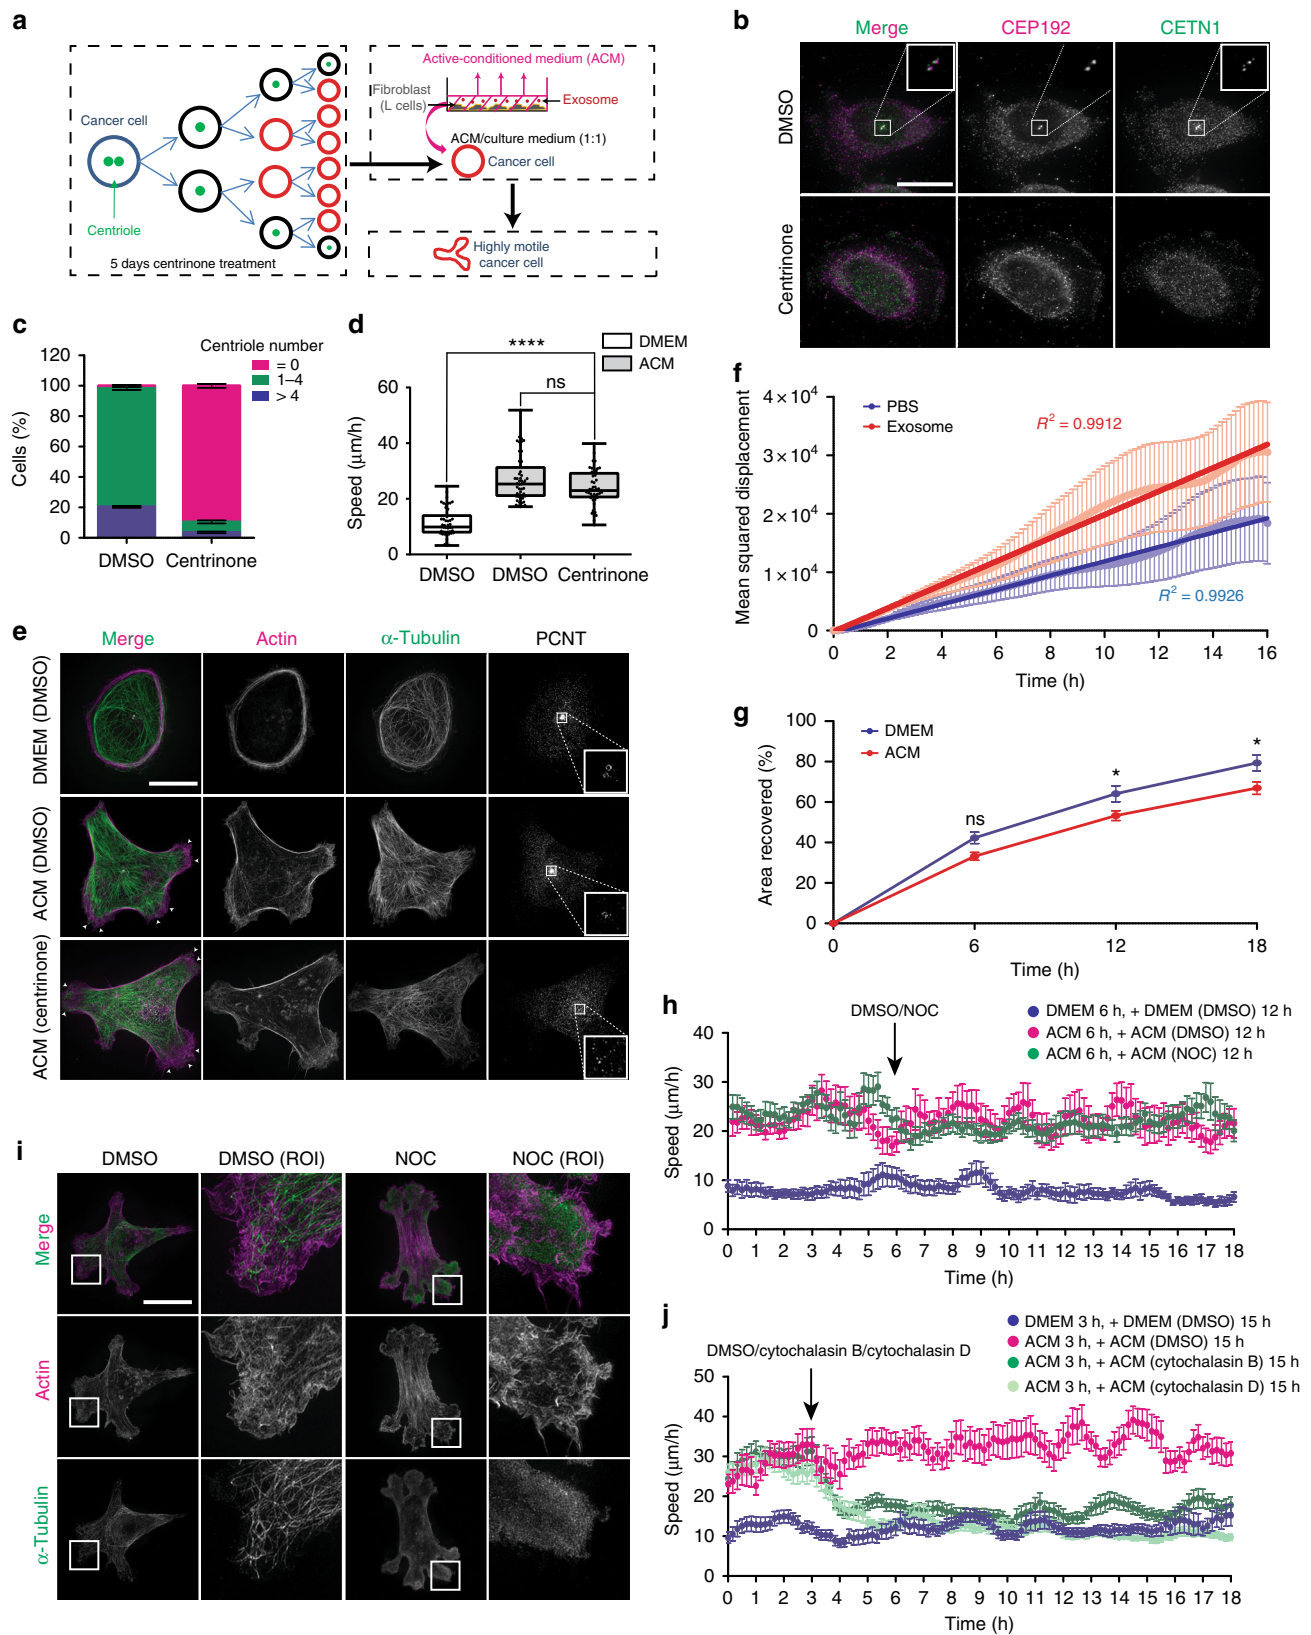 a
Cancer cell
Centriole
5 days centrinone treatment
Active-conditioned medium (ACM)
Fibroblast
(L cells)
Exosome
ACM/culture medium (1:1)
Cancer cell
Highly motile
cancer cell
b
Merge CEP192 CETN1
DMSO
Centrinone
c
Centriole number
= 0
1–4
> 4
Cells (%)
120
100
80
60
40
20
0
DMSO Centrinone
d
DMEM
ACM
****
ns
Speed (μm/h)
60
40
20
0
DMSO DMSO Centrinone
e
Merge Actin α-Tubulin PCNT
DMEM (DMSO)
ACM (DMSO)
ACM (centrinone)
f
PBS
Exosome
R² = 0.9912
R² = 0.9926
Mean squared displacement
4 × 10⁴
3 × 10⁴
2 × 10⁴
1 × 10⁴
0
0 2 4 6 8 10 12 14 16
Time (h)
g
DMEM
ACM
ns
*
*
Area recovered (%)
100
80
60
40
20
0
0 6 12 18
Time (h)
h
DMSO/NOC
DMEM 6 h, + DMEM (DMSO) 12 h
ACM 6 h, + ACM (DMSO) 12 h
ACM 6 h, + ACM (NOC) 12 h
Speed (μm/h)
40
30
20
10
0
0 1 2 3 4 5 6 7 8 9 10 11 12 13 14 15 16 17 18
Time (h)
i
DMSO DMSO (ROI) NOC NOC (ROI)
Merge
Actin
α-Tubulin
j
DMEM 3 h, + DMEM (DMSO) 15 h
ACM 3 h, + ACM (DMSO) 15 h
ACM 3 h, + ACM (cytochalasin B) 15 h
ACM 3 h, + ACM (cytochalasin D) 15 h
DMSO/cytochalasin B/cytochalasin D
Speed (μm/h)
50
40
30
20
10
0
0 1 2 3 4 5 6 7 8 9 10 11 12 13 14 15 16 17 18
Time (h)